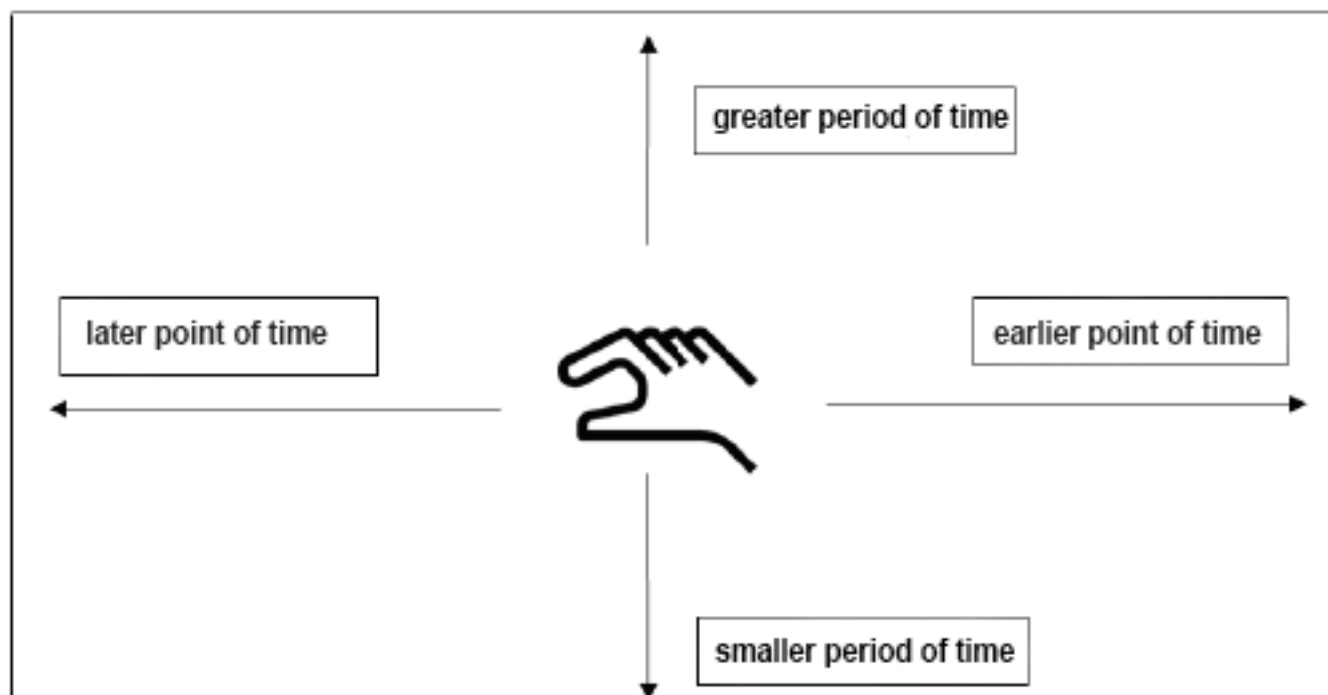 greater period of time
later point of time
earlier point of time
smaller period of time